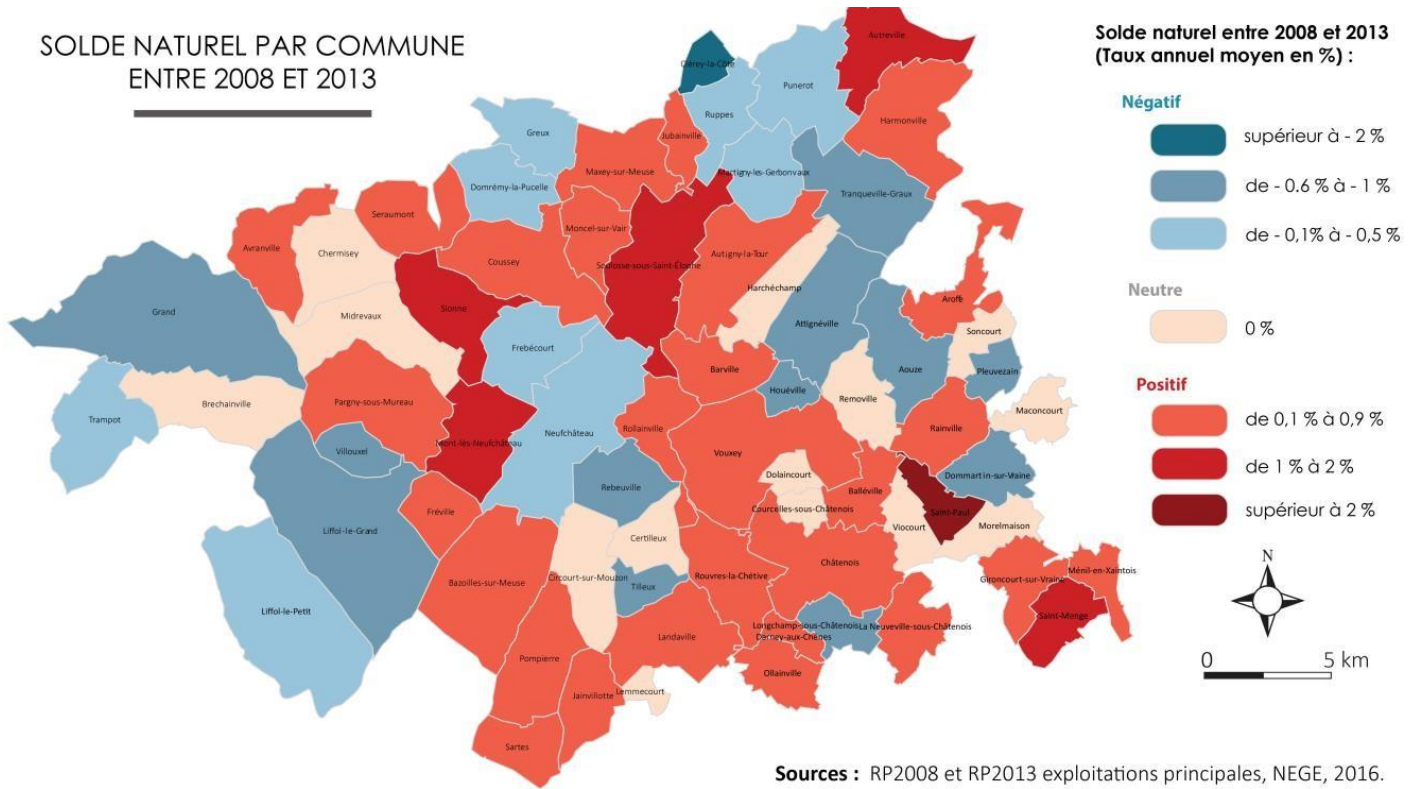 SOLDE NATUREL PAR COMMUNE
ENTRE 2008 ET 2013
Solde naturel entre 2008 et 2013
(Taux annuel moyen en %) :
Négatif
supérieur à - 2 %
de - 0.6 % à - 1 %
de - 0,1% à - 0,5 %
Neutre
0 %
Positif
de 0,1 % à 0,9 %
de 1 % à 2 %
supérieur à 2 %
N
0 5 km
Autreville
Clérey-la-Côte
Punerot
Ruppes
Harmonville
Greux
Jubainville
Maxey-sur-Meuse
Martigny-les-Gerbonvaux
Domrémy-la-Pucelle
Tranqueville-Graux
Seraumont
Moncel-sur-Vair
Avranville
Chermisey
Coussey
Soulosse-sous-Saint-Élophe
Autigny-la-Tour
Harchéchamp
Aroffe
Grand
Midrevaux
Sionne
Attignéville
Soncourt
Frebécourt
Barville
Aouze
Pleuvezain
Houéville
Removille
Maconcourt
Trampot
Brechainville
Pargny-sous-Mureau
Mont-lès-Neufchâteau
Neufchâteau
Rollainville
Rainville
Villouxel
Vouxey
Dolaincourt
Dommartin-sur-Vraine
Rebeuville
Balléville
Fréville
Courcelles-sous-Châtenois
Saint-Paul
Viocourt
Morelmaison
Liffol-le-Grand
Certilleux
Châtenois
Bazoilles-sur-Meuse
Circourt-sur-Mouzon
Tilleux
Rouvres-la-Chétive
Gironcourt-sur-Vraine
Ménil-en-Xaintois
Liffol-le-Petit
Saint-Menge
Longchamp-sous-Châtenois
La Neuveville-sous-Châtenois
Landaville
Darney-aux-Chênes
Pompierre
Ollainville
Jainvillotte
Lemmecourt
Sartes
Sources : RP2008 et RP2013 exploitations principales, NEGE, 2016.